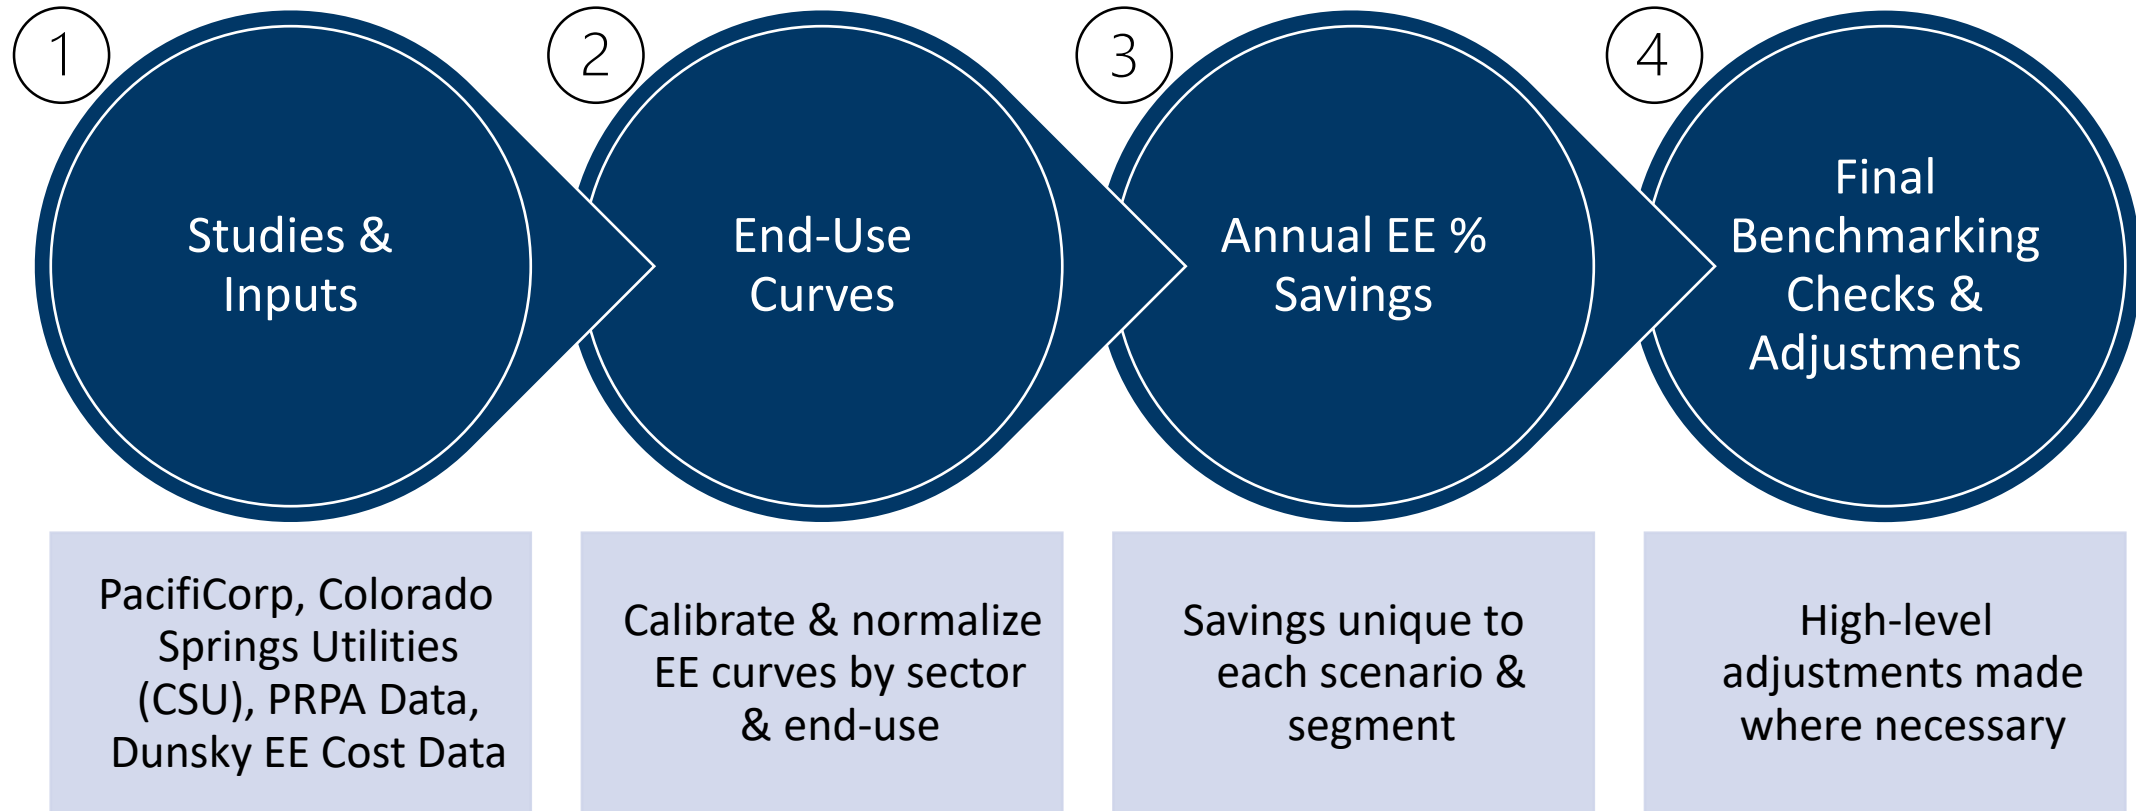 1
Studies &
Inputs
PacifiCorp, Colorado
Springs Utilities
(CSU), PRPA Data,
Dunsky EE Cost Data
2
End-Use
Curves
Calibrate & normalize
EE curves by sector
& end-use
3
Annual EE %
Savings
Savings unique to
each scenario &
segment
4
Final
Benchmarking
Checks &
Adjustments
High-level
adjustments made
where necessary